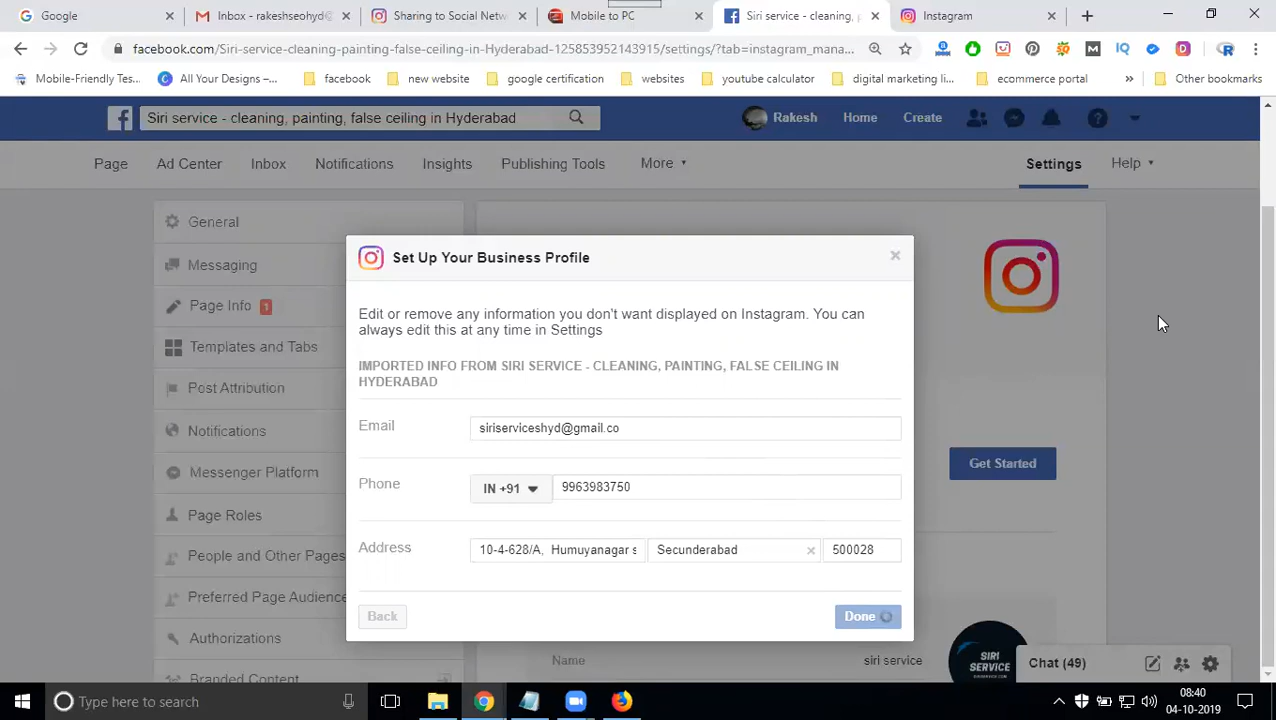 Google
Inbox - rakeshseohyd@
Sharing to Social Netw
Mobile to PC
Siri service - cleaning, p
Instagram
facebook.com/Siri-service-cleaning-painting-false-ceiling-in-Hyderabad-125853952143915/settings/?tab=instagram_mana...
Mobile-Friendly Tes...
All Your Designs –...
facebook
new website
google certification
websites
youtube calculator
digital marketing li...
ecommerce portal
»
Other bookmarks
Siri service - cleaning, painting, false ceiling in Hyderabad
Rakesh
Home
Create
Page
Ad Center
Inbox
Notifications
Insights
Publishing Tools
More
Settings
Help
General
Messaging
Page Info 1
Templates and Tabs
Post Attribution
Notifications
Messenger Platfo
Page Roles
People and Other Pages
Preferred Page Audience
Authorizations
Set Up Your Business Profile
Edit or remove any information you don't want displayed on Instagram. You can
always edit this at any time in Settings
IMPORTED INFO FROM SIRI SERVICE - CLEANING, PAINTING, FALSE CEILING IN
HYDERABAD
Email
siriserviceshyd@gmail.co
Phone
IN +91
9963983750
Address
10-4-628/A, Humuyanagar s
Secunderabad
500028
Back
Done
Get Started
Name
siri service
SIRI
SERVICE
Chat (49)
Type here to search
08:40
04-10-2019